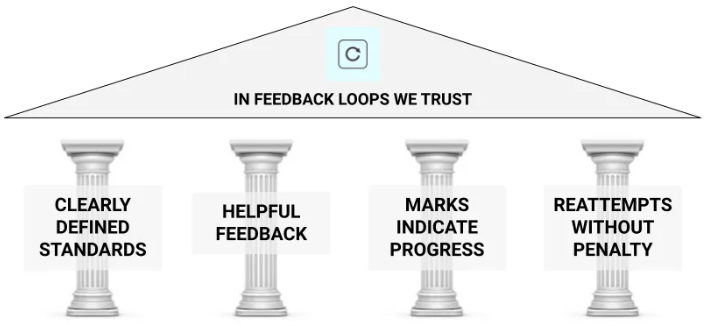 IN FEEDBACK LOOPS WE TRUST
CLEARLY
DEFINED
STANDARDS
HELPFUL
FEEDBACK
MARKS
INDICATE
PROGRESS
REATTEMPTS
WITHOUT
PENALTY